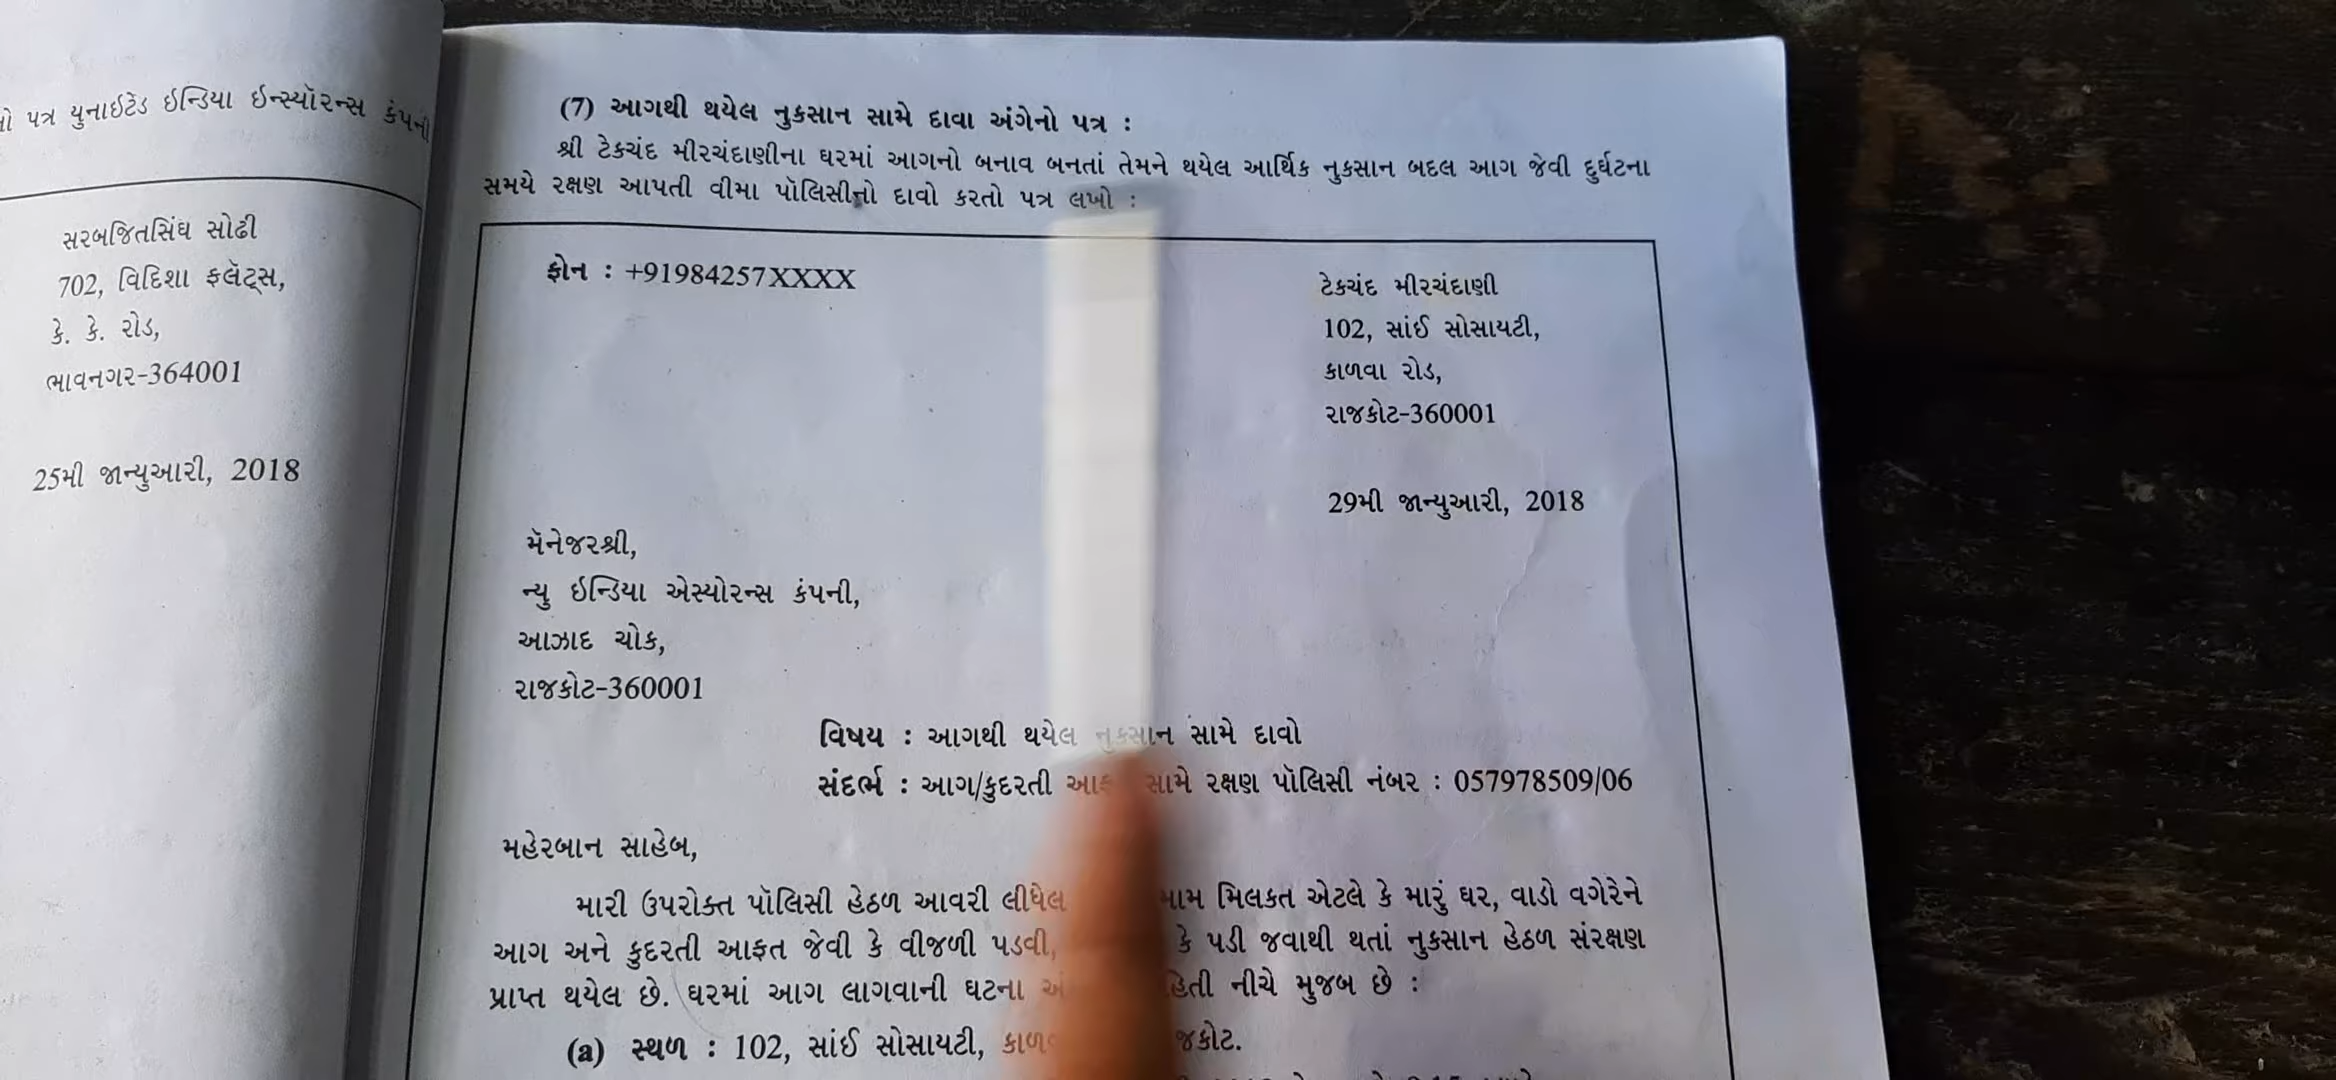 પત્ર યુનાઈટેડ ઇન્ડિયા ઇન્સ્યૉરન્સ કંપની
સરબજિતસિંઘ સોઢી
702, વિદિશા ફ્લૅટ્સ,
કે. કે. રોડ,
ભાવનગર-364001
25મી જાન્યુઆરી, 2018
(7) આગથી થયેલ નુકસાન સામે દાવા અંગેનો પત્ર :
શ્રી ટેકચંદ મીરચંદાણીના ઘરમાં આગનો બનાવ બનતાં તેમને થયેલ આર્થિક નુકસાન બદલ આગ જેવી દુર્ઘટના
સમયે રક્ષણ આપતી વીમા પૉલિસીનો દાવો કરતો પત્ર લખો :
ફોન : +91984257XXXX
ટેકચંદ મીરચંદાણી
102, સાંઈ સોસાયટી,
કાળવા રોડ,
રાજકોટ-360001
29મી જાન્યુઆરી, 2018
મૅનેજરશ્રી,
ન્યુ ઇન્ડિયા એસ્યોરન્સ કંપની,
આઝાદ ચોક,
રાજકોટ-360001
વિષય : આગથી થયેલ નુકસાન સામે દાવો
સંદર્ભ : આગ/કુદરતી સામે રક્ષણ પૉલિસી નંબર : 057978509/06
મહેરબાન સાહેબ,
મારી ઉપરોક્ત પૉલિસી હેઠળ આવરી લીધેલ મિલકત એટલે કે મારું ઘર, વાડો વગેરેને
આગ અને કુદરતી આફત જેવી કે વીજળી પડવી, કે પડી જવાથી થતાં નુકસાન હેઠળ સંરક્ષણ
પ્રાપ્ત થયેલ છે. ઘરમાં આગ લાગવાની ઘટના નીચે મુજબ છે :
(a) સ્થળ : 102, સાંઈ સોસાયટી,